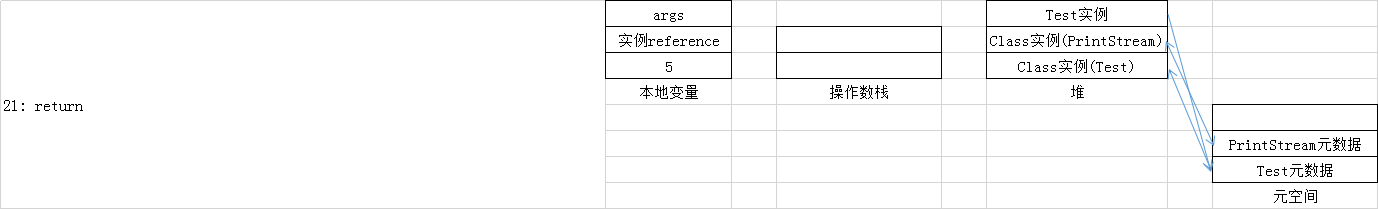 args
Test实例
实例reference
Class实例(PrintStream)
5
Class实例(Test)
本地变量
操作数栈
堆
21: return
PrintStream元数据
Test元数据
元空间